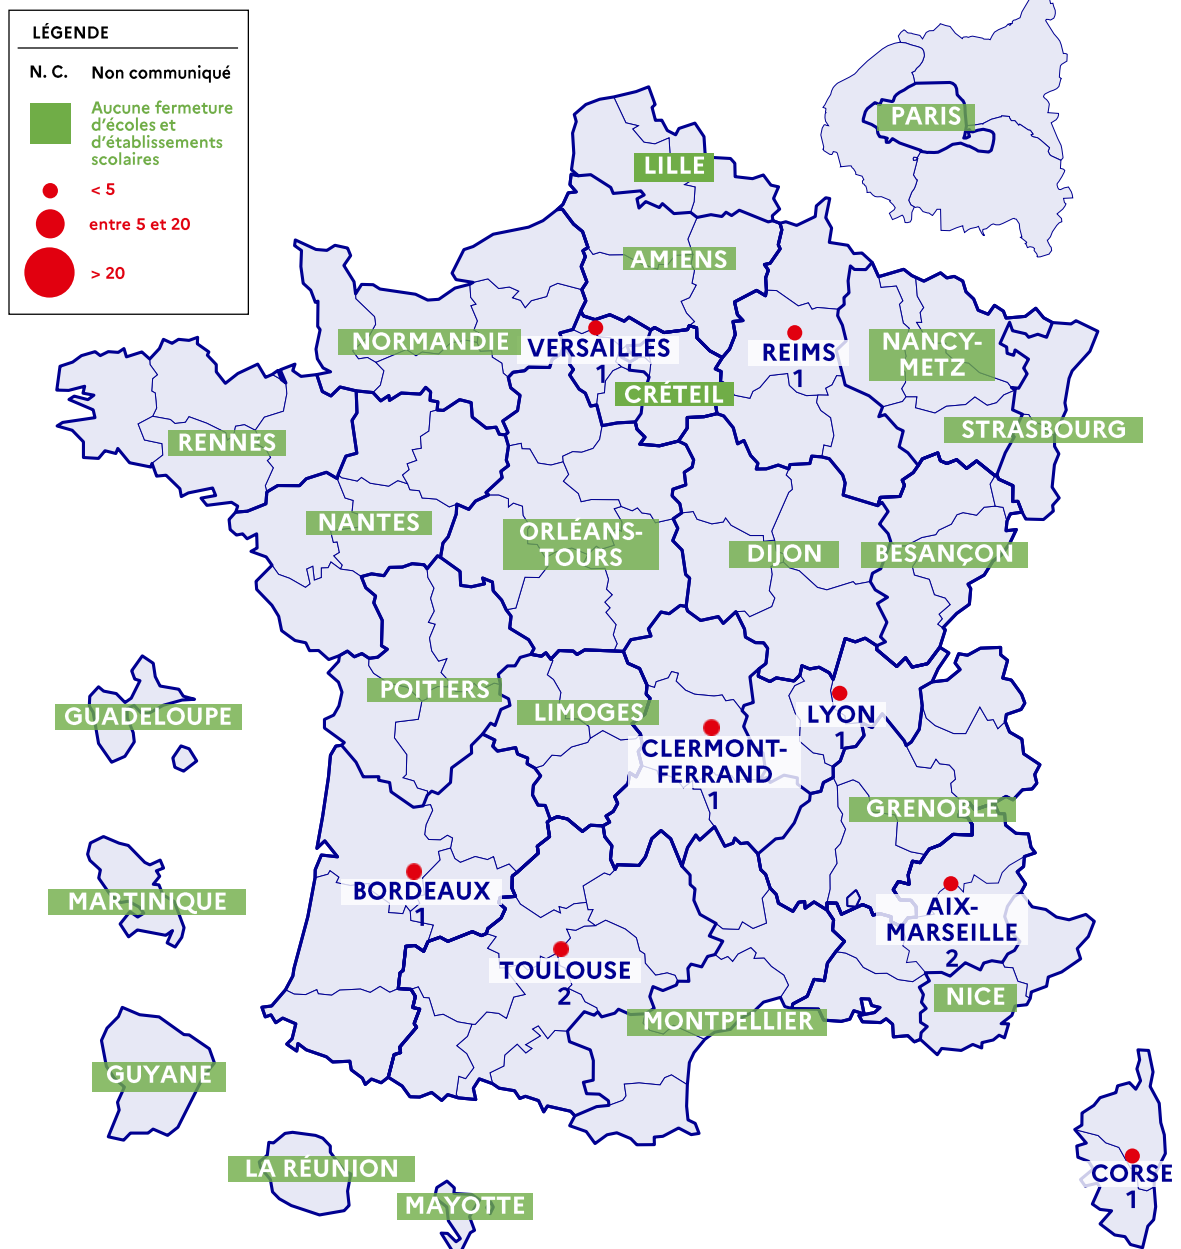 LÉGENDE
N. C. Non communiqué
Aucune fermeture
d'écoles et
d'établissements
scolaires
< 5
entre 5 et 20
> 20
PARIS
LILLE
AMIENS
NORMANDIE
VERSAILLES
1
REIMS
1
NANCY-
METZ
CRÉTEIL
STRASBOURG
RENNES
NANTES
ORLÉANS-
TOURS
DIJON
BESANÇON
POITIERS
LIMOGES
GUADELOUPE
LYON
1
CLERMONT-
FERRAND
1
GRENOBLE
MARTINIQUE
BORDEAUX
1
AIX-
MARSEILLE
2
TOULOUSE
2
NICE
MONTPELLIER
GUYANE
LA RÉUNION
MAYOTTE
CORSE
1